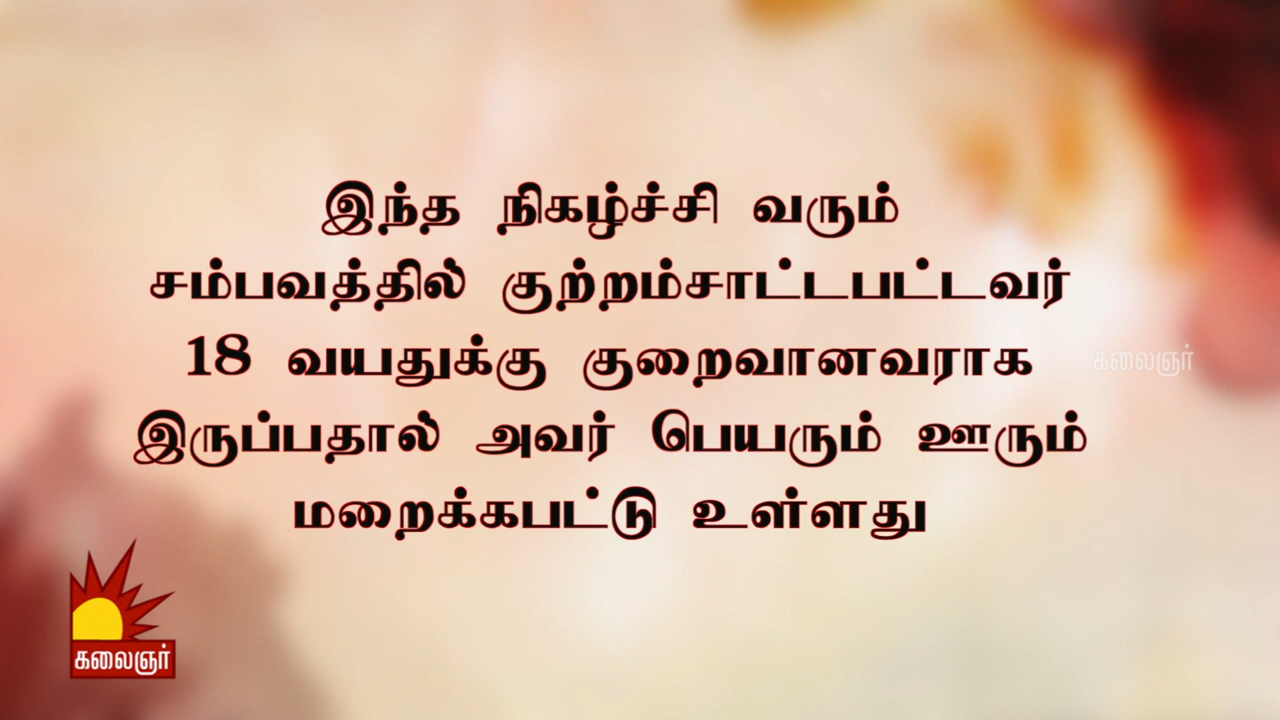 இந்த நிகழ்ச்சி வரும்
சம்பவத்தில் குற்றம்சாட்டபட்டவர்
18 வயதுக்கு குறைவானவராக
கலைஞர்
இருப்பதால் அவர் பெயரும் ஊரும்
மறைக்கபட்டு உள்ளது
கலைஞர்